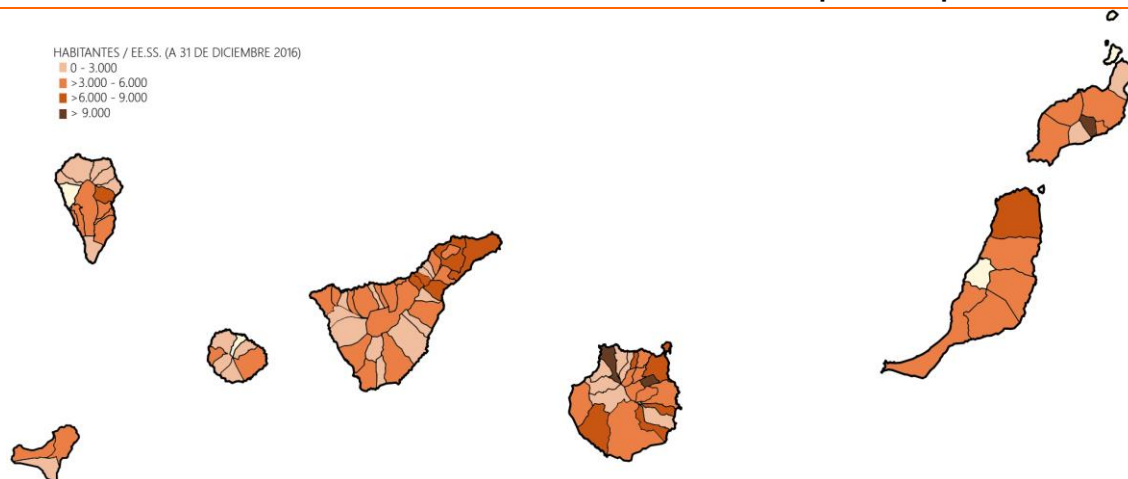 HABITANTES / EE.SS. (A 31 DE DICIEMBRE 2016)
0 - 3.000
>3.000 - 6.000
>6.000 - 9.000
> 9.000